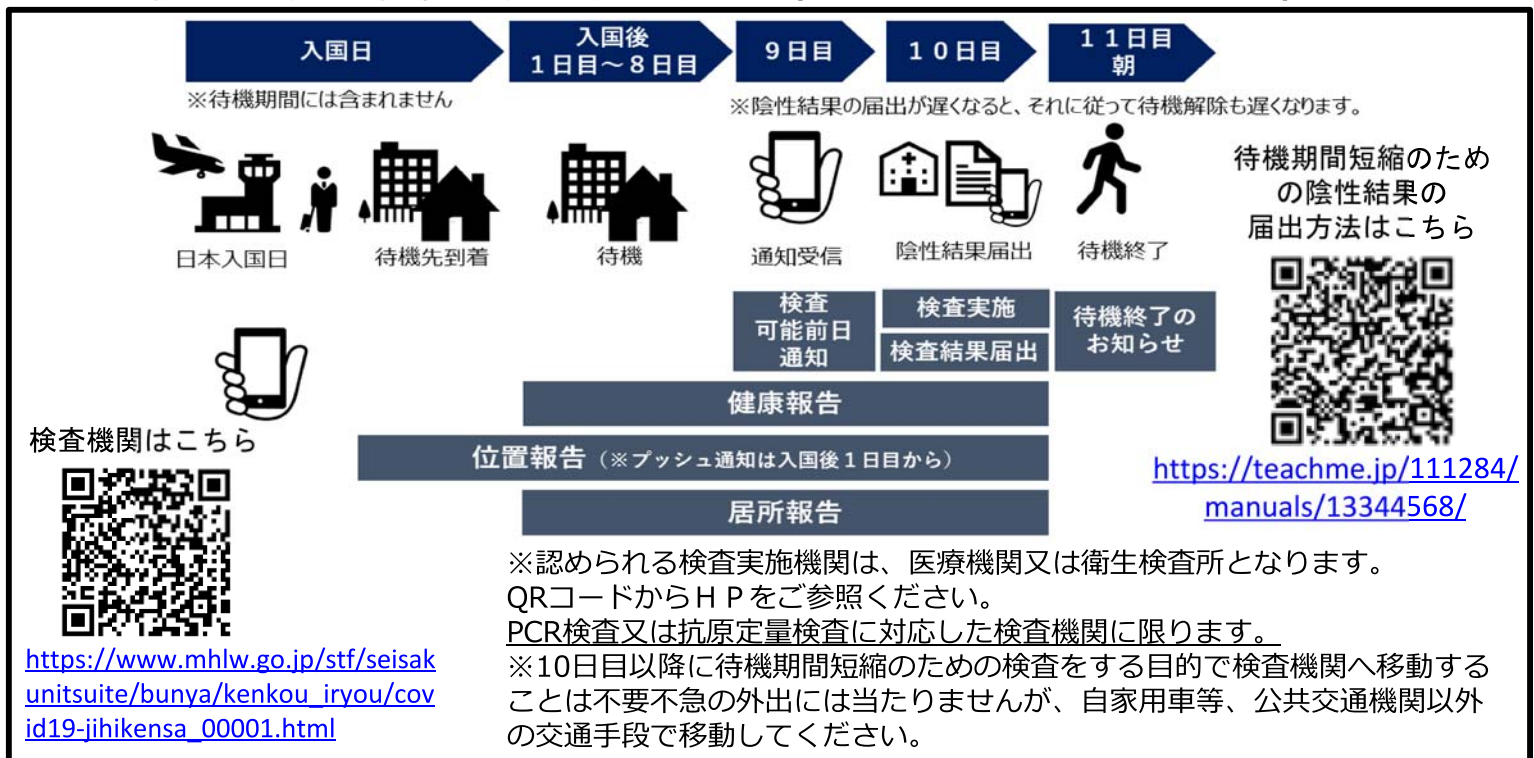 入国日
入国後
１日目～８日目
９日目
１０日目
１１日目
朝
※待機期間には含まれません
※陰性結果の届出が遅くなると、それに従って待機解除も遅くなります。
日本入国日
待機先到着
待機
通知受信
陰性結果届出
待機終了
待機期間短縮のため
の陰性結果の
届出方法はこちら
検査
可能前日
通知
検査実施
検査結果届出
待機終了の
お知らせ
健康報告
位置報告（※プッシュ通知は入国後１日目から）
居所報告
https://teachme.jp/111284/
manuals/13344568/
検査機関はこちら
https://www.mhlw.go.jp/stf/seisak
unitsuite/bunya/kenkou_iryou/cov
id19-jihikensa_00001.html
※認められる検査実施機関は、医療機関又は衛生検査所となります。
QRコードからＨＰをご参照ください。
PCR検査又は抗原定量検査に対応した検査機関に限ります。
※10日目以降に待機期間短縮のための検査をする目的で検査機関へ移動する
ことは不要不急の外出には当たりませんが、自家用車等、公共交通機関以外
の交通手段で移動してください。